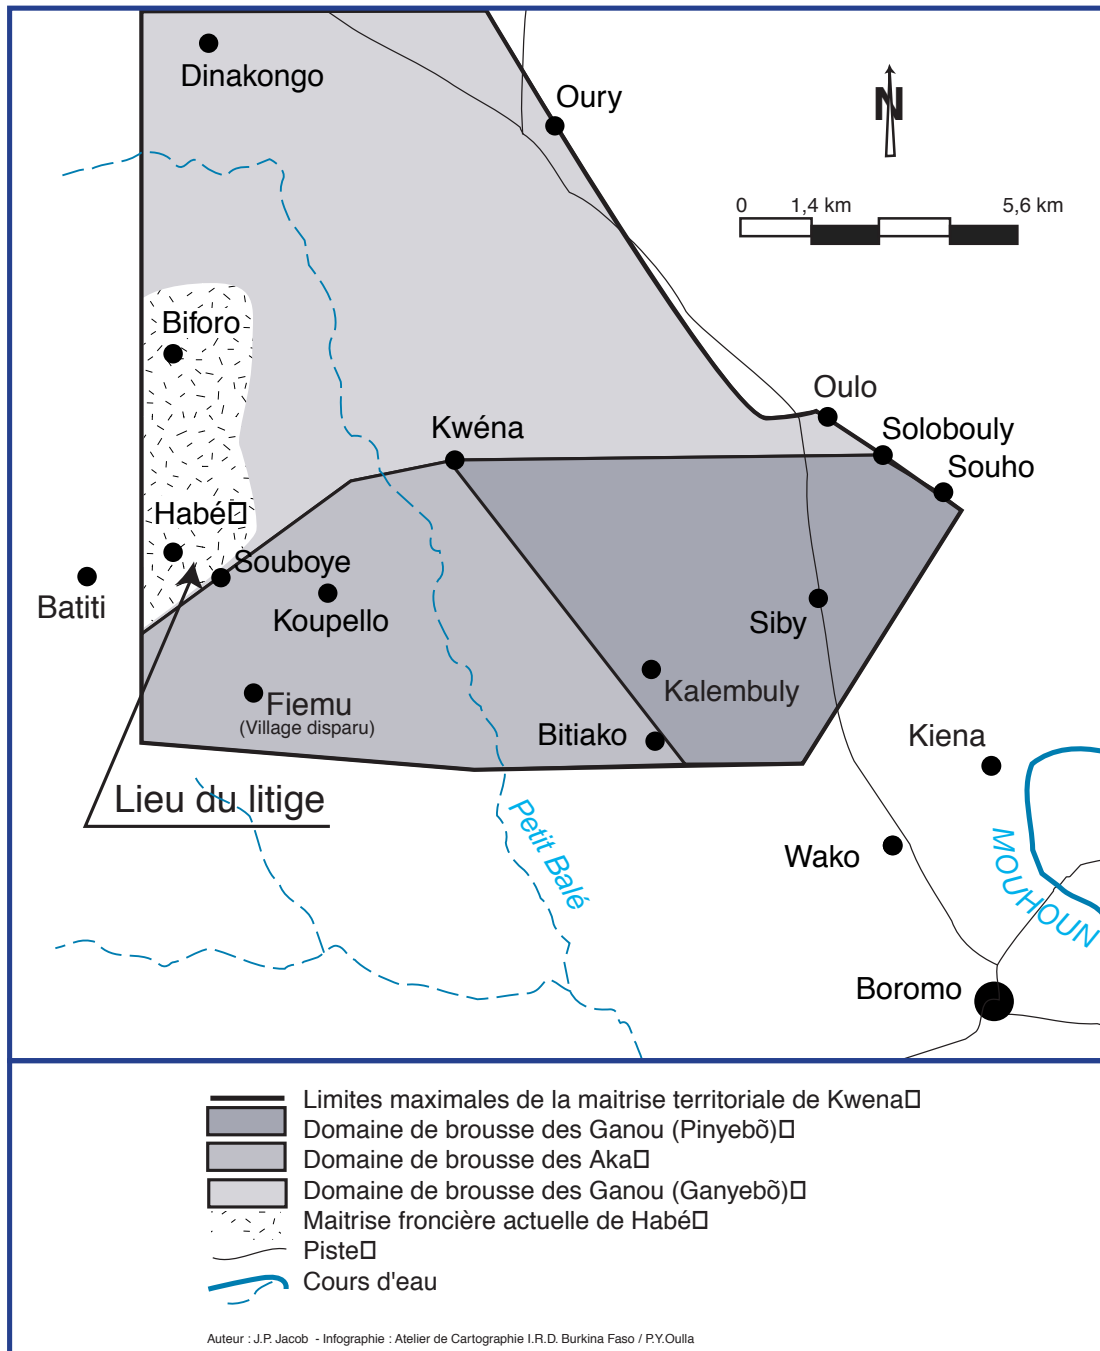 Dinakongo
Oury
N
0 1,4 km 5,6 km
Biforo
Oulo
Kwéna
Solobouly
Souho
Habé
Souboye
Batiti
Koupello
Siby
Kalembuly
Fiemu
(Village disparu)
Bitiako
Kiena
Lieu du litige
Petit Balé
Wako
MOUHOUN
Boromo
Limites maximales de la maitrise territoriale de Kwena
Domaine de brousse des Ganou (Pinyebõ)
Domaine de brousse des Aka
Domaine de brousse des Ganou (Ganyebõ)
Maitrise froncière actuelle de Habé
Piste
Cours d'eau
Auteur : J.P. Jacob - Infographie : Atelier de Cartographie I.R.D. Burkina Faso / P.Y.Oulla